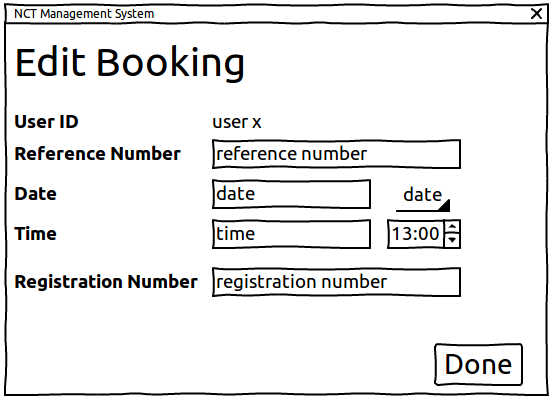 NCT Management System
Edit Booking
User ID user x
Reference Number reference number
Date date date
Time time 13:00
Registration Number registration number
Done